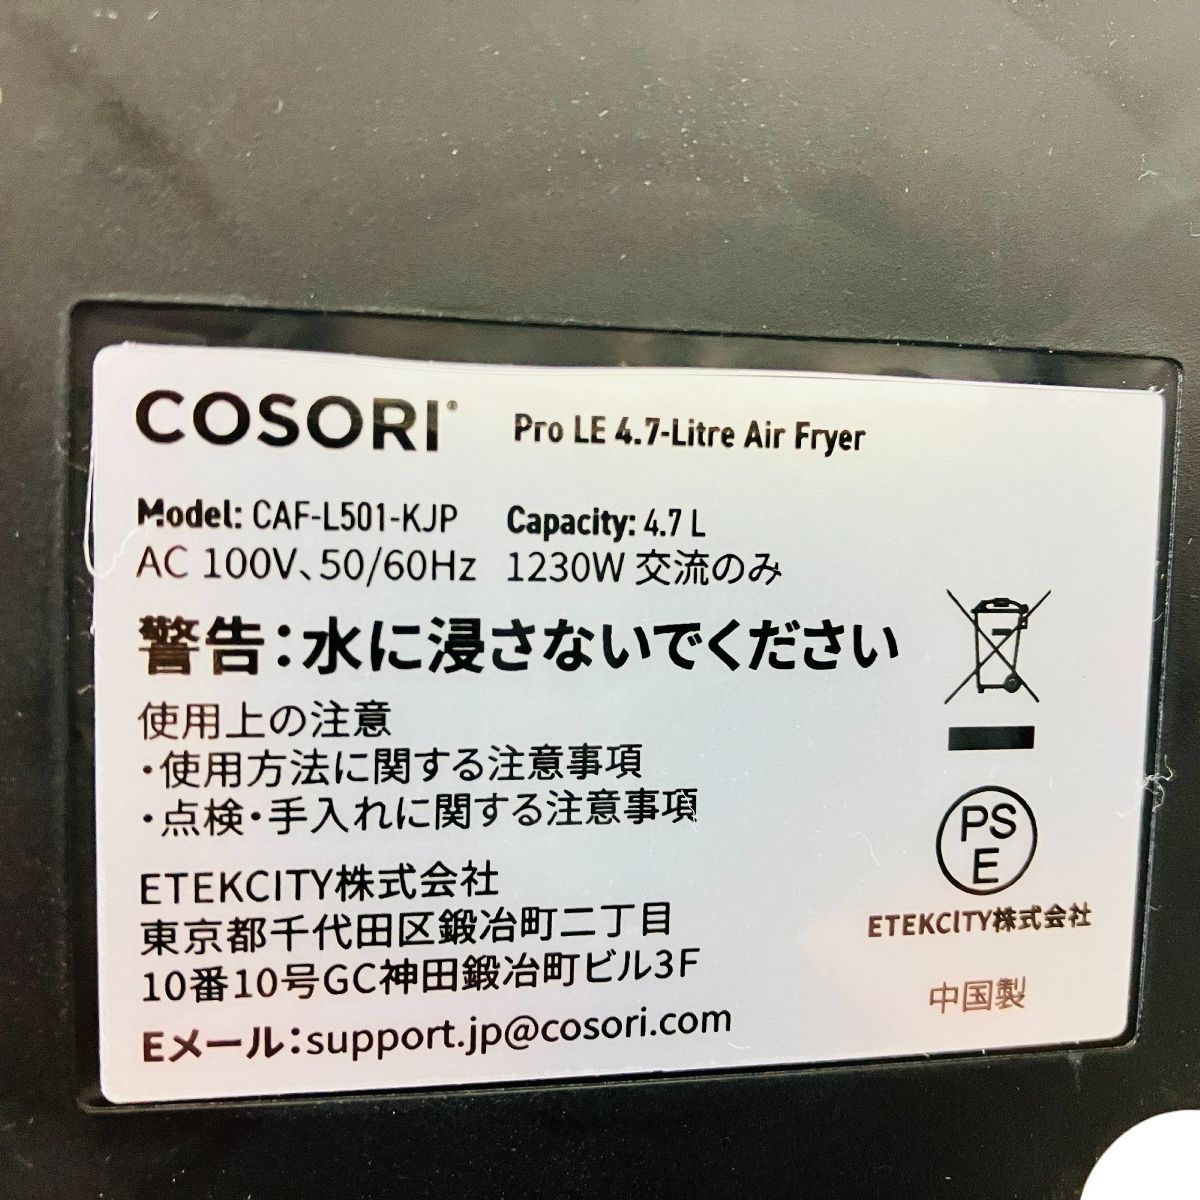 COSORI® Pro LE 4.7-Litre Air Fryer
Model: CAF-L501-KJP Capacity: 4.7 L
AC 100V、50/60Hz 1230W 交流のみ
警告：水に浸さないでください
使用上の注意
・使用方法に関する注意事項
・点検・手入れに関する注意事項
ETEKCITY株式会社
東京都千代田区鍛冶町二丁目
10番10号GC神田鍛冶町ビル3F
Eメール：support.jp@cosori.com
PS
E
ETEKCITY株式会社
中国製